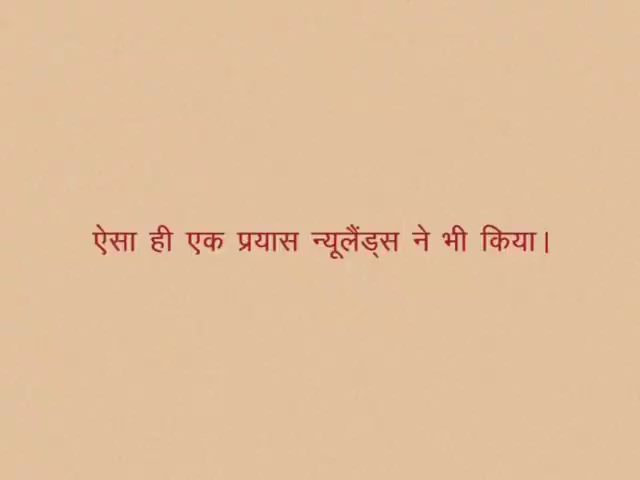 ऐसा ही एक प्रयास न्यूलैंड्स ने भी किया।